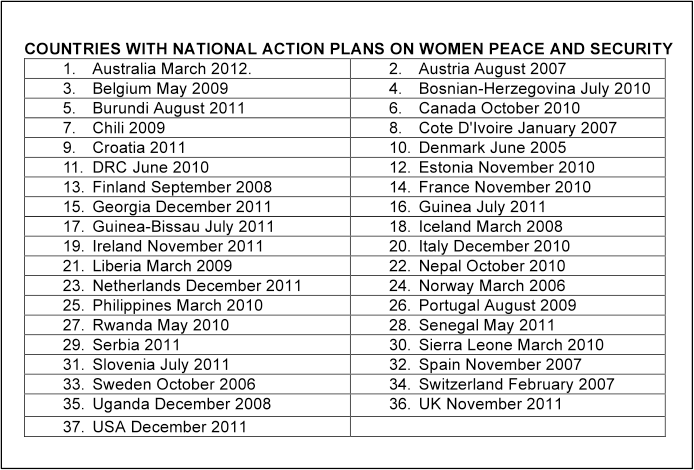 COUNTRIES WITH NATIONAL ACTION PLANS ON WOMEN PEACE AND SECURITY
1. Australia March 2012. 2. Austria August 2007
3. Belgium May 2009 4. Bosnian-Herzegovina July 2010
5. Burundi August 2011 6. Canada October 2010
7. Chili 2009 8. Cote D'Ivoire January 2007
9. Croatia 2011 10. Denmark June 2005
11. DRC June 2010 12. Estonia November 2010
13. Finland September 2008 14. France November 2010
15. Georgia December 2011 16. Guinea July 2011
17. Guinea-Bissau July 2011 18. Iceland March 2008
19. Ireland November 2011 20. Italy December 2010
21. Liberia March 2009 22. Nepal October 2010
23. Netherlands December 2011 24. Norway March 2006
25. Philippines March 2010 26. Portugal August 2009
27. Rwanda May 2010 28. Senegal May 2011
29. Serbia 2011 30. Sierra Leone March 2010
31. Slovenia July 2011 32. Spain November 2007
33. Sweden October 2006 34. Switzerland February 2007
35. Uganda December 2008 36. UK November 2011
37. USA December 2011